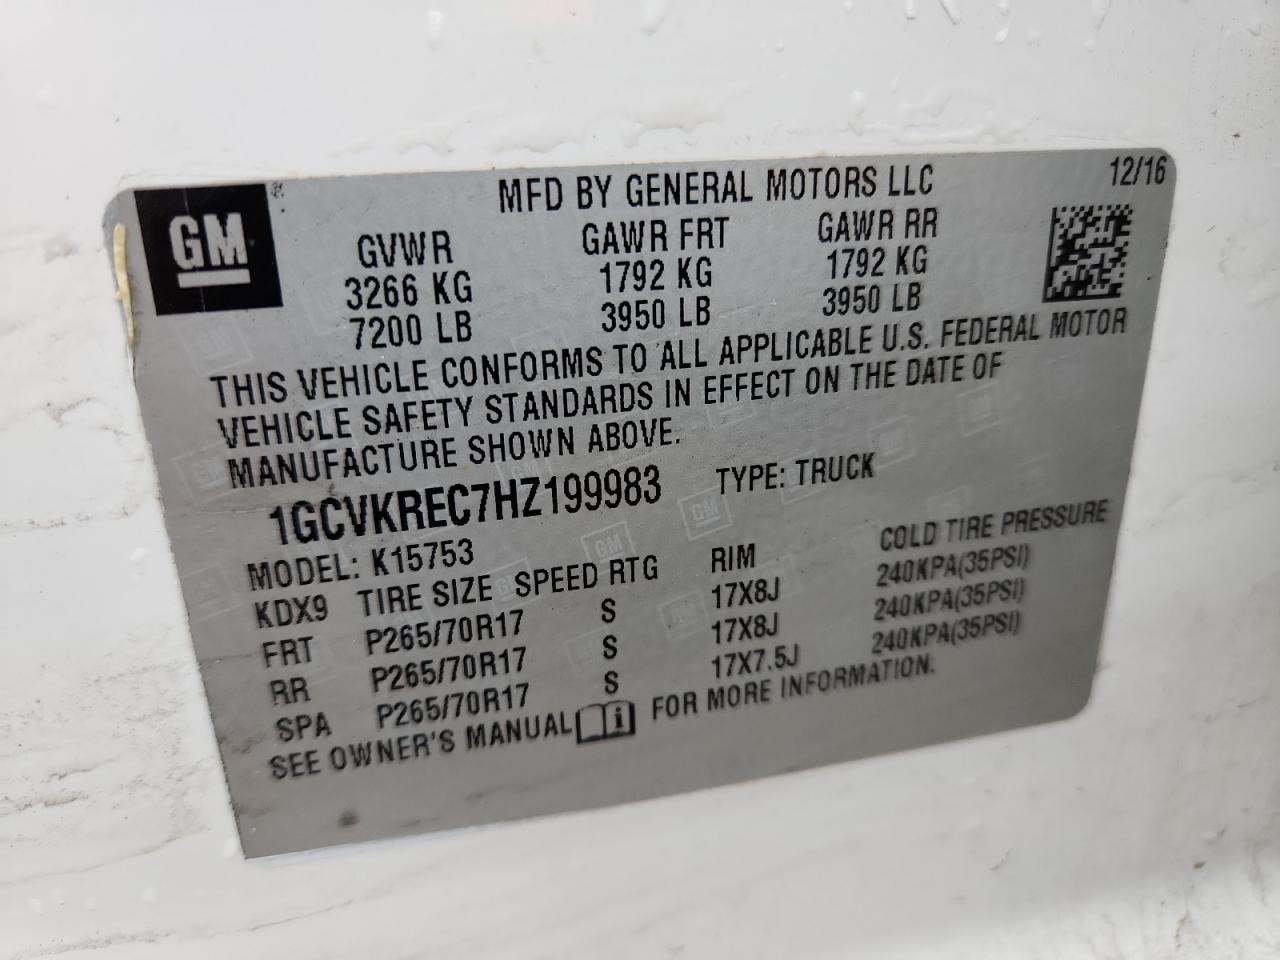 GM
MFD BY GENERAL MOTORS LLC 12/16
GVWR GAWR FRT GAWR RR
3266 KG 1792 KG 1792 KG
7200 LB 3950 LB 3950 LB
THIS VEHICLE CONFORMS TO ALL APPLICABLE U.S. FEDERAL MOTOR
VEHICLE SAFETY STANDARDS IN EFFECT ON THE DATE OF
MANUFACTURE SHOWN ABOVE.
1GCVKREC7HZ199983 TYPE: TRUCK
MODEL: K15753
KDX9 TIRE SIZE SPEED RTG RIM COLD TIRE PRESSURE
FRT P265/70R17 S 17X8J 240KPA(35PSI)
RR P265/70R17 S 17X8J 240KPA(35PSI)
SPA P265/70R17 S 17X7.5J 240KPA(35PSI)
SEE OWNER'S MANUAL i FOR MORE INFORMATION.